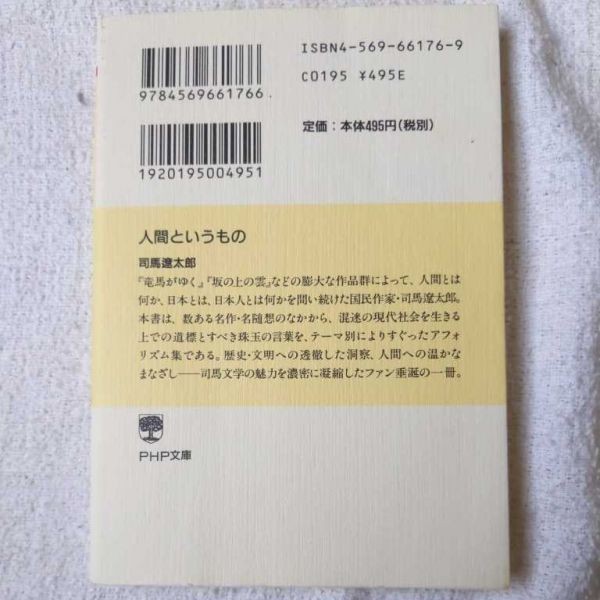 ISBN4-569-66176-9
9784569661766
C0195 ¥495E
定価：本体495円(税別)
1920195004951
人間というもの
司馬遼太郎
『竜馬がゆく』『坂の上の雲』などの膨大な作品群によって、人間とは
何か、日本とは、日本人とは何かを問い続けた国民作家・司馬遼太郎。
本書は、数ある名作・名随想のなかから、混迷の現代社会を生きる
上での道標とすべき珠玉の言葉を、テーマ別によりすぐったアフォ
リズム集である。歴史・文明への透徹した洞察、人間への温かな
まなざし――司馬文学の魅力を濃密に凝縮したファン垂涎の一冊。
PHP文庫